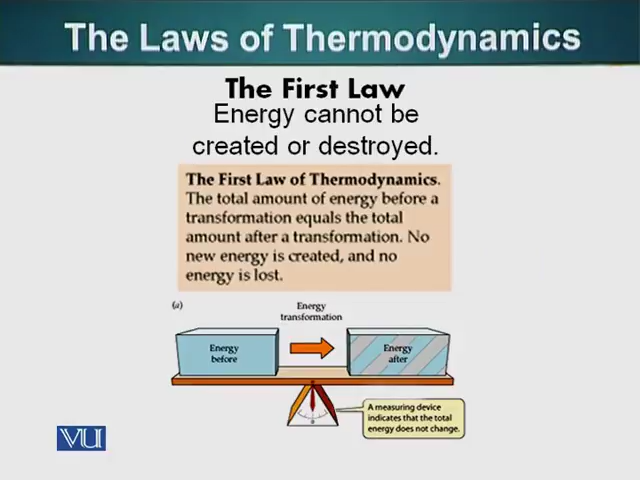 The Laws of Thermodynamics
The First Law
Energy cannot be
created or destroyed.
The First Law of Thermodynamics.
The total amount of energy before a
transformation equals the total
amount after a transformation. No
new energy is created, and no
energy is lost.
(a)
Energy
transformation
Energy
before
Energy
after
A measuring device
indicates that the total
energy does not change.
VU